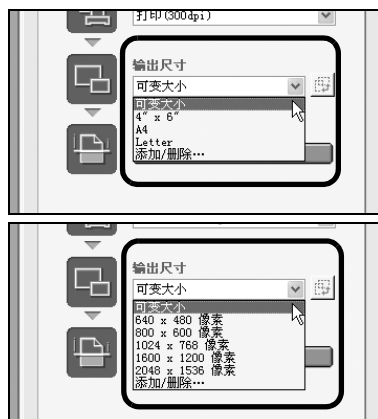 打印(300dpi)
输出尺寸
可变大小
可变大小
4" x 6"
A4
Letter
添加/删除…
输出尺寸
可变大小
可变大小
640 x 480 像素
800 x 600 像素
1024 x 768 像素
1600 x 1200 像素
2048 x 1536 像素
添加/删除…